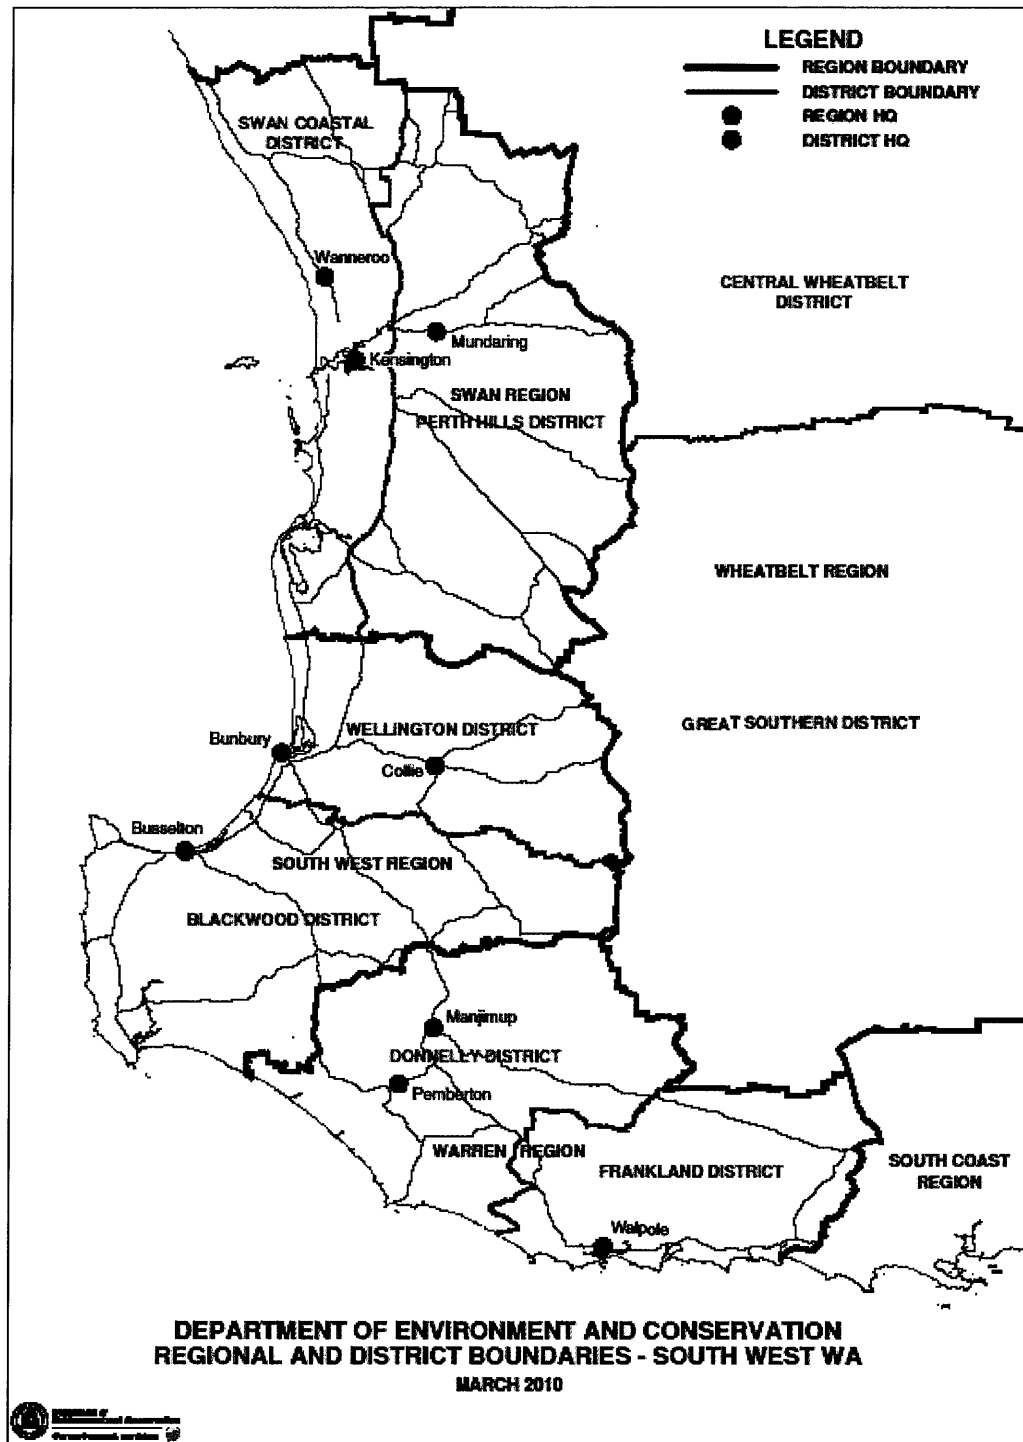 LEGEND
REGION BOUNDARY
DISTRICT BOUNDARY
REGION HQ
DISTRICT HQ
SWAN COASTAL
DISTRICT
Wanneroo
CENTRAL WHEATBELT
DISTRICT
Mundaring
Kensington
SWAN REGION
PERTH HILLS DISTRICT
WHEATBELT REGION
GREAT SOUTHERN DISTRICT
WELLINGTON DISTRICT
Bunbury
Collie
Busselton
SOUTH WEST REGION
BLACKWOOD DISTRICT
Manjimup
DONNELLY DISTRICT
Pemberton
WARREN REGION
FRANKLAND DISTRICT
SOUTH COAST
REGION
Walpole
DEPARTMENT OF ENVIRONMENT AND CONSERVATION
REGIONAL AND DISTRICT BOUNDARIES - SOUTH WEST WA
MARCH 2010